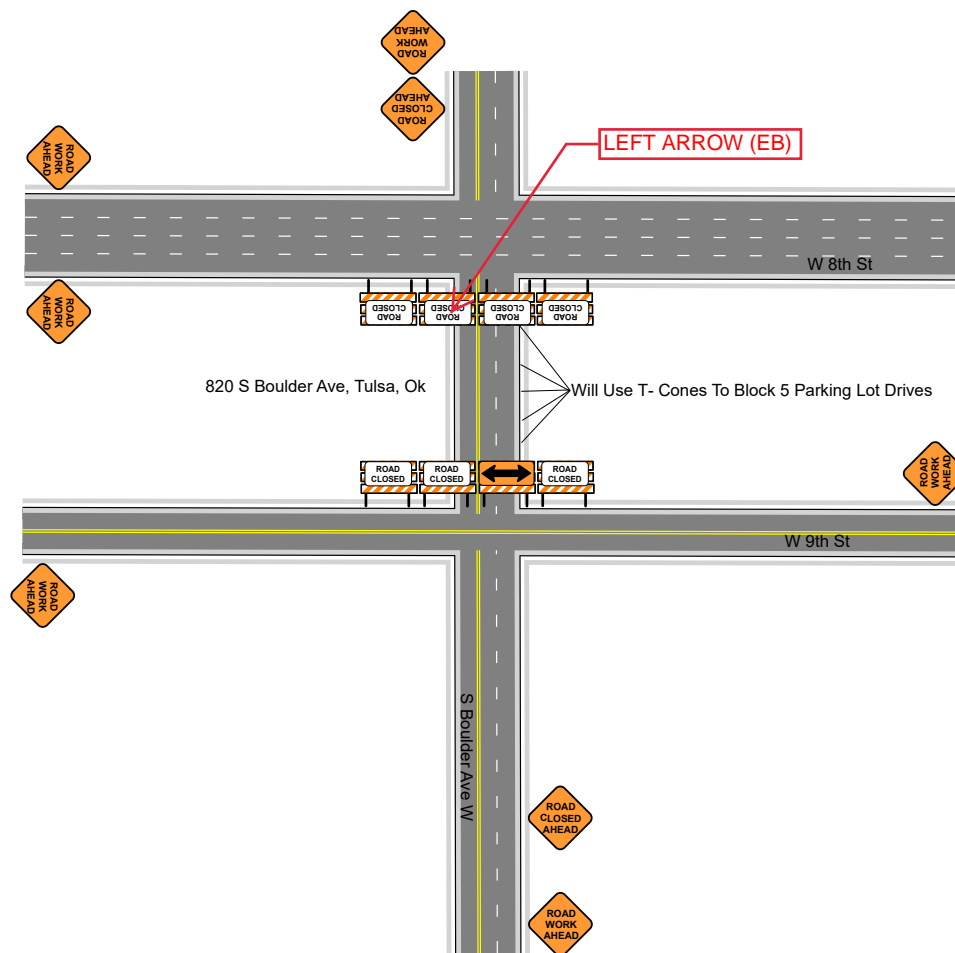 ROAD
WORK
AHEAD
ROAD
CLOSED
AHEAD
LEFT ARROW (EB)
ROAD
WORK
AHEAD
W 8th St
ROAD
WORK
AHEAD
ROAD
CLOSED
ROAD
CLOSED
ROAD
CLOSED
ROAD
CLOSED
820 S Boulder Ave, Tulsa, Ok
Will Use T- Cones To Block 5 Parking Lot Drives
ROAD
CLOSED
ROAD
CLOSED
ROAD
CLOSED
ROAD
WORK
AHEAD
W 9th St
ROAD
WORK
AHEAD
S Boulder Ave W
ROAD
CLOSED
AHEAD
ROAD
WORK
AHEAD